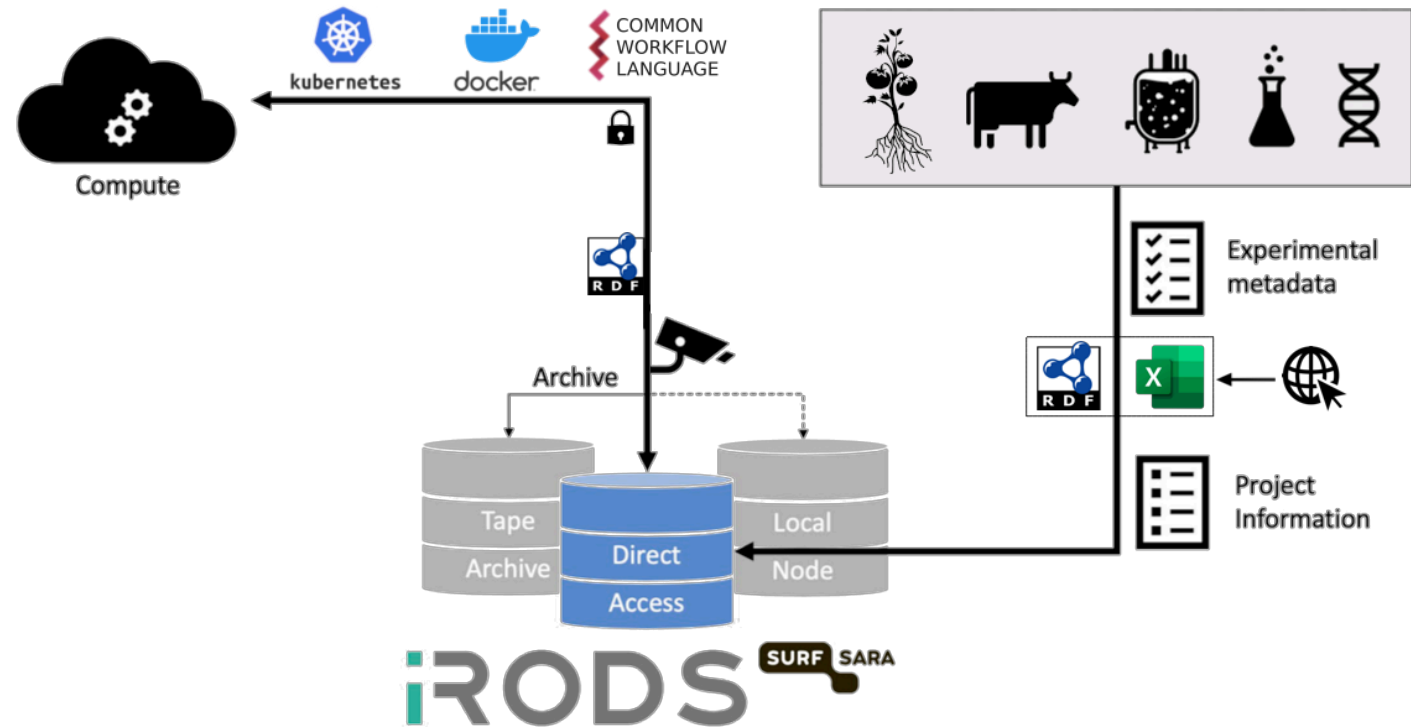 kubernetes
docker
COMMON
WORKFLOW
LANGUAGE
Compute
RDF
Archive
Experimental
metadata
RDF
X
Project
Information
Tape
Archive
Direct
Access
Local
Node
iRODS
SURF SARA